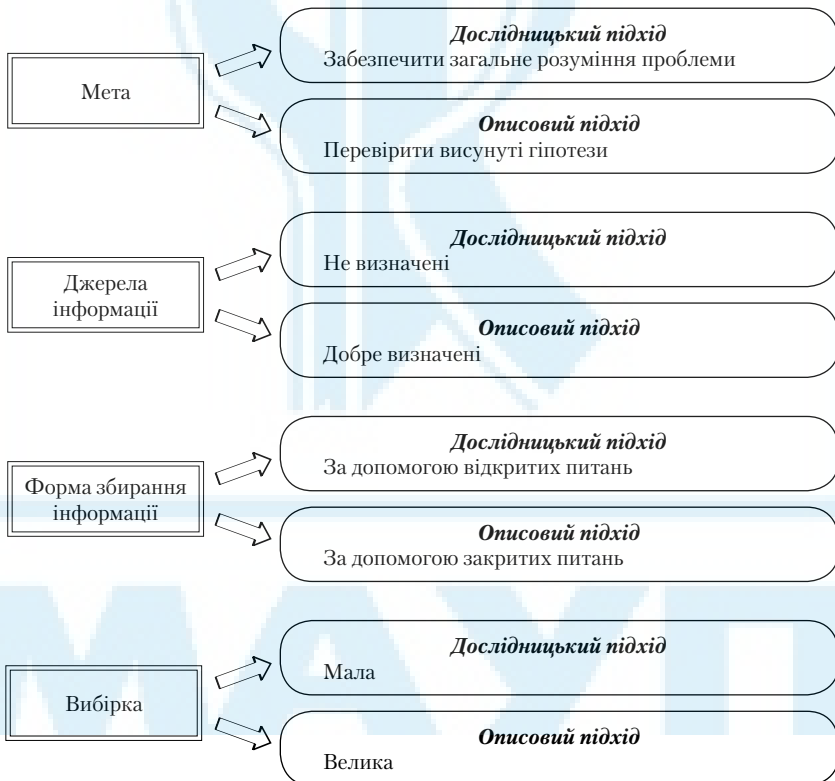 Мета
Дослідницький підхід
Забезпечити загальне розуміння проблеми
Описовий підхід
Перевірити висунуті гіпотези
Джерела
інформації
Дослідницький підхід
Не визначені
Описовий підхід
Добре визначені
Форма збирання
інформації
Дослідницький підхід
За допомогою відкритих питань
Описовий підхід
За допомогою закритих питань
Вибірка
Дослідницький підхід
Мала
Описовий підхід
Велика
МАУП